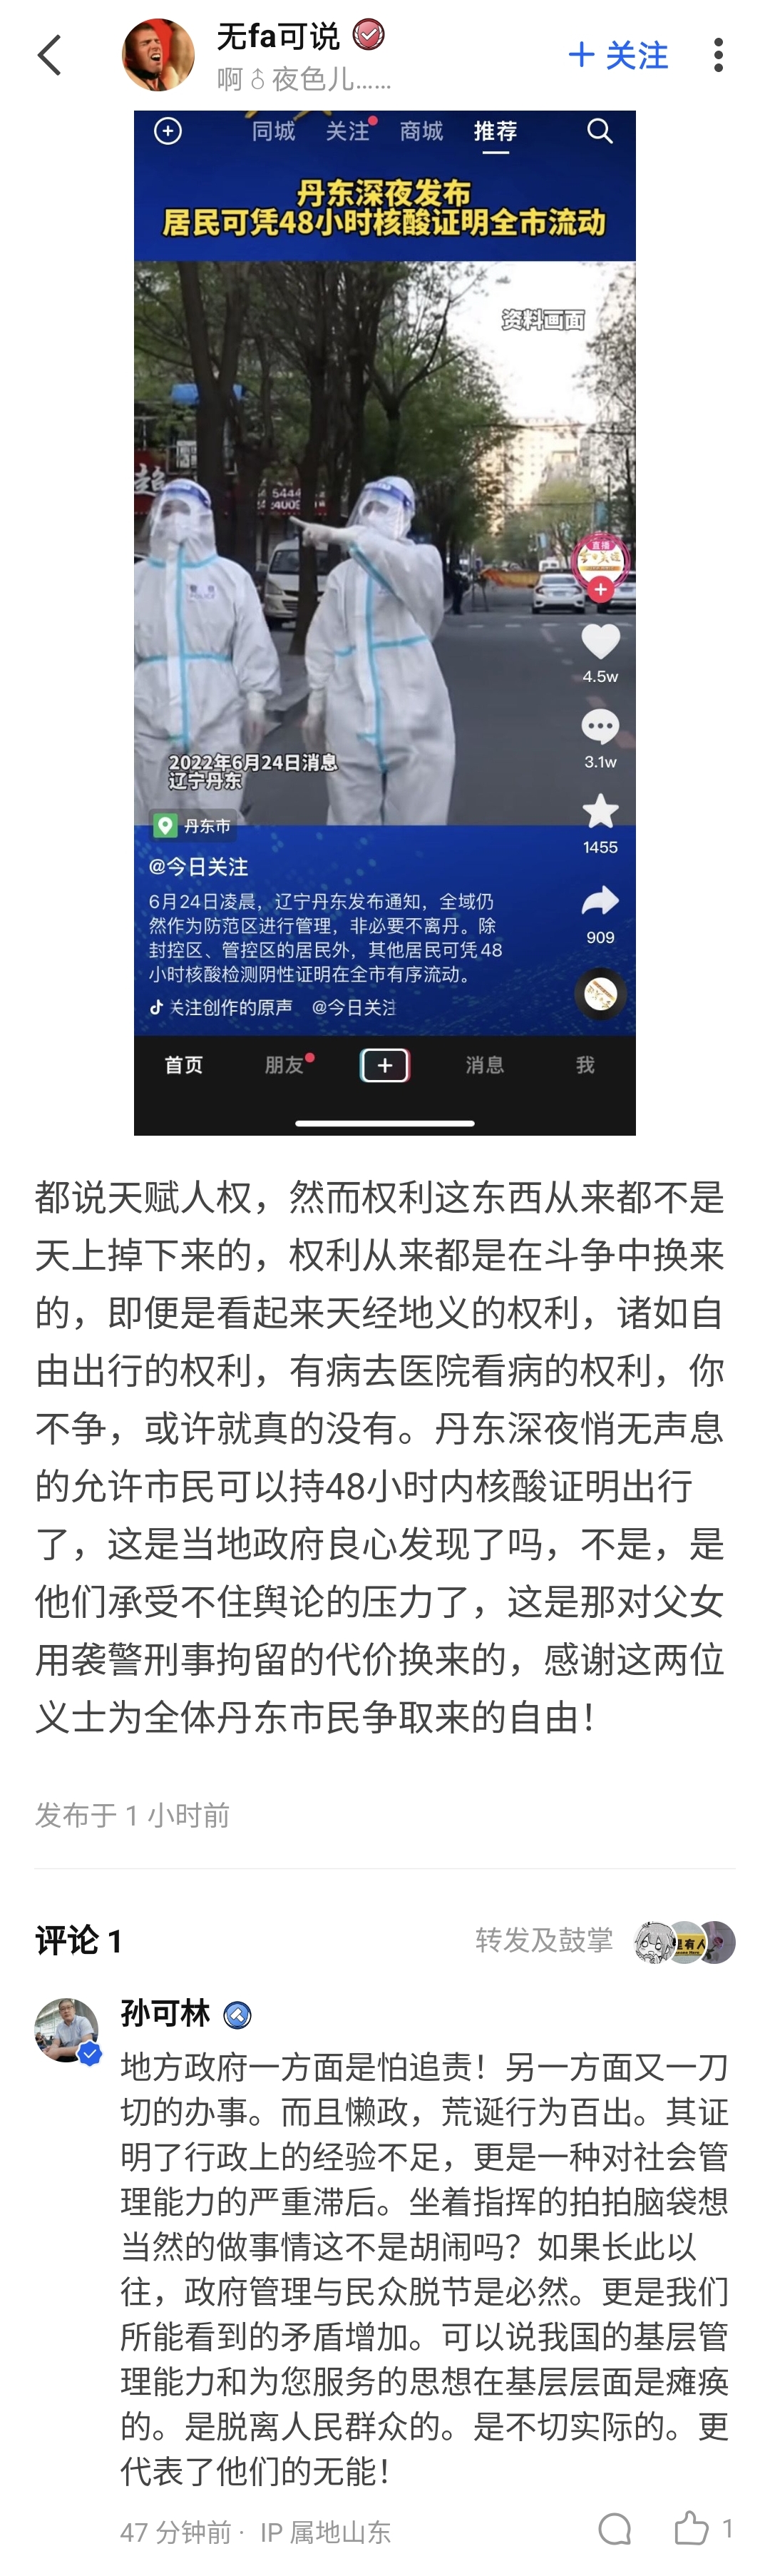 无fa可说
啊♂夜色儿……
+ 关注
同城 关注 商城 推荐
丹东深夜发布
居民可凭48小时核酸证明全市流动
资料画面
超
5444
直播
4.5w
3.1w
1455
909
2022年6月24日消息
辽宁丹东
丹东市
@今日关注
6月24日凌晨，辽宁丹东发布通知，全域仍
然作为防范区进行管理，非必要不离丹。除
封控区、管控区的居民外，其他居民可凭48
小时核酸检测阴性证明在全市有序流动。
关注创作的原声 @今日关注
首页 朋友 消息 我
都说天赋人权，然而权利这东西从来都不是
天上掉下来的，权利从来都是在斗争中换来
的，即便是看起来天经地义的权利，诸如自
由出行的权利，有病去医院看病的权利，你
不争，或许就真的没有。丹东深夜悄无声息
的允许市民可以持48小时内核酸证明出行
了，这是当地政府良心发现了吗，不是，是
他们承受不住舆论的压力了，这是那对父女
用袭警刑事拘留的代价换来的，感谢这两位
义士为全体丹东市民争取来的自由！
发布于 1 小时前
评论 1
转发及鼓掌
孙可林
地方政府一方面是怕追责！另一方面又一刀
切的办事。而且懒政，荒诞行为百出。其证
明了行政上的经验不足，更是一种对社会管
理能力的严重滞后。坐着指挥的拍拍脑袋想
当然的做事情这不是胡闹吗？如果长此以
往，政府管理与民众脱节是必然。更是我们
所能看到的矛盾增加。可以说我国的基层管
理能力和为您服务的思想在基层层面是瘫痪
的。是脱离人民群众的。是不切实际的。更
代表了他们的无能！
47 分钟前 · IP 属地山东
1